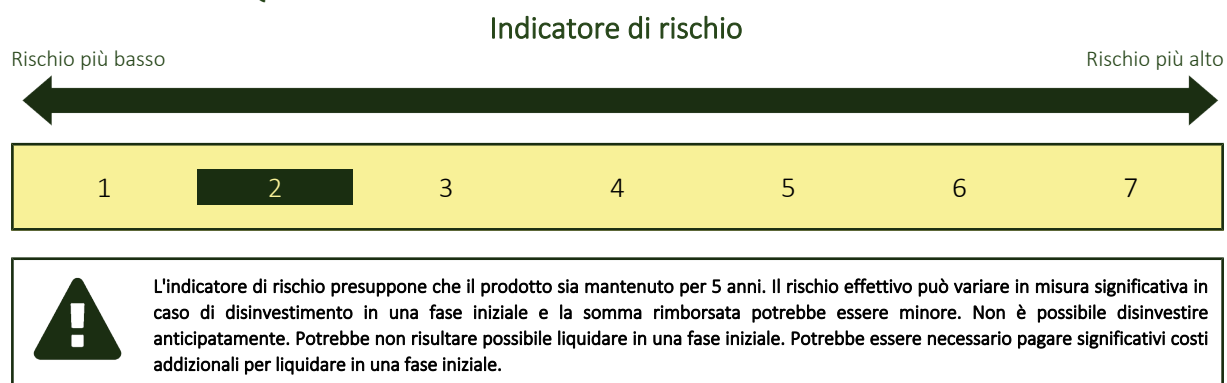 Indicatore di rischio
Rischio più basso
Rischio più alto
1 2 3 4 5 6 7
L'indicatore di rischio presuppone che il prodotto sia mantenuto per 5 anni. Il rischio effettivo può variare in misura significativa in
caso di disinvestimento in una fase iniziale e la somma rimborsata potrebbe essere minore. Non è possibile disinvestire
anticipatamente. Potrebbe non risultare possibile liquidare in una fase iniziale. Potrebbe essere necessario pagare significativi costi
addizionali per liquidare in una fase iniziale.